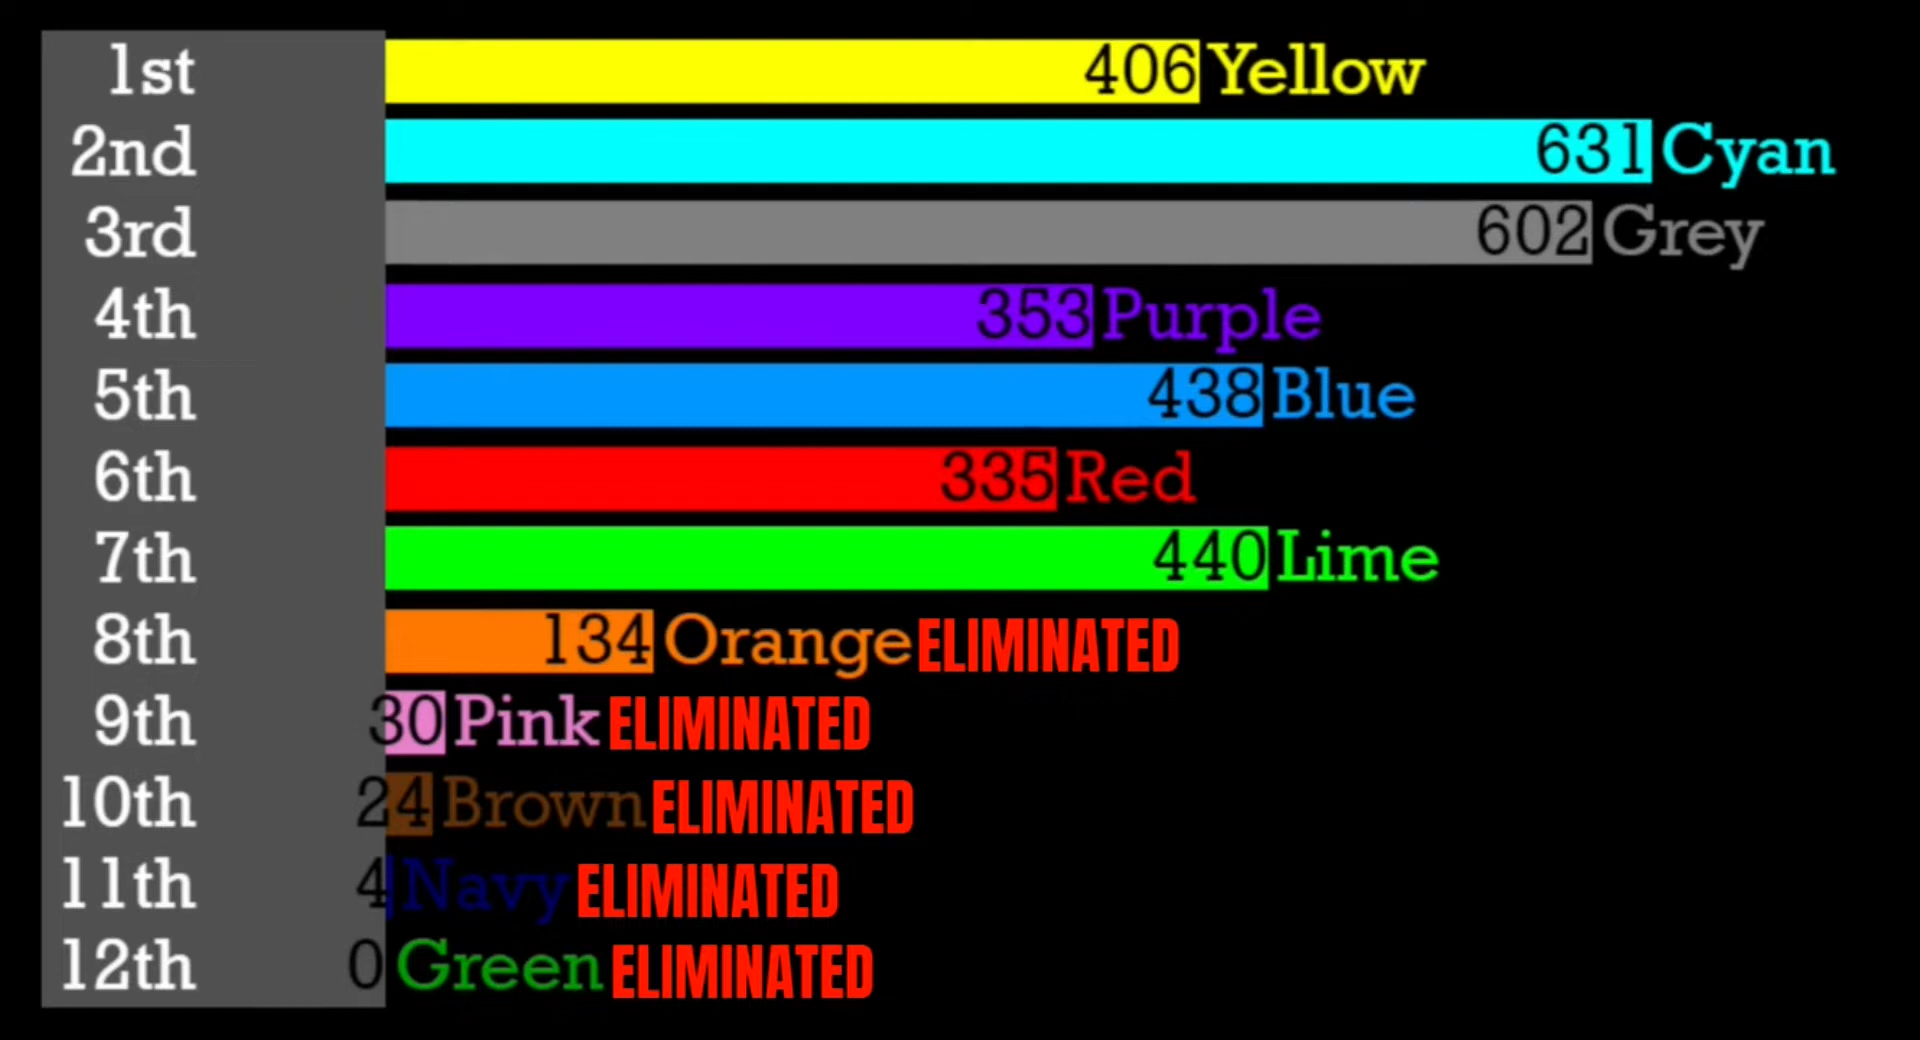 1st 406 Yellow
2nd 631 Cyan
3rd 602 Grey
4th 353 Purple
5th 438 Blue
6th 335 Red
7th 440 Lime
8th 134 Orange ELIMINATED
9th 30 Pink ELIMINATED
10th 24 Brown ELIMINATED
11th 4 Navy ELIMINATED
12th 0 Green ELIMINATED